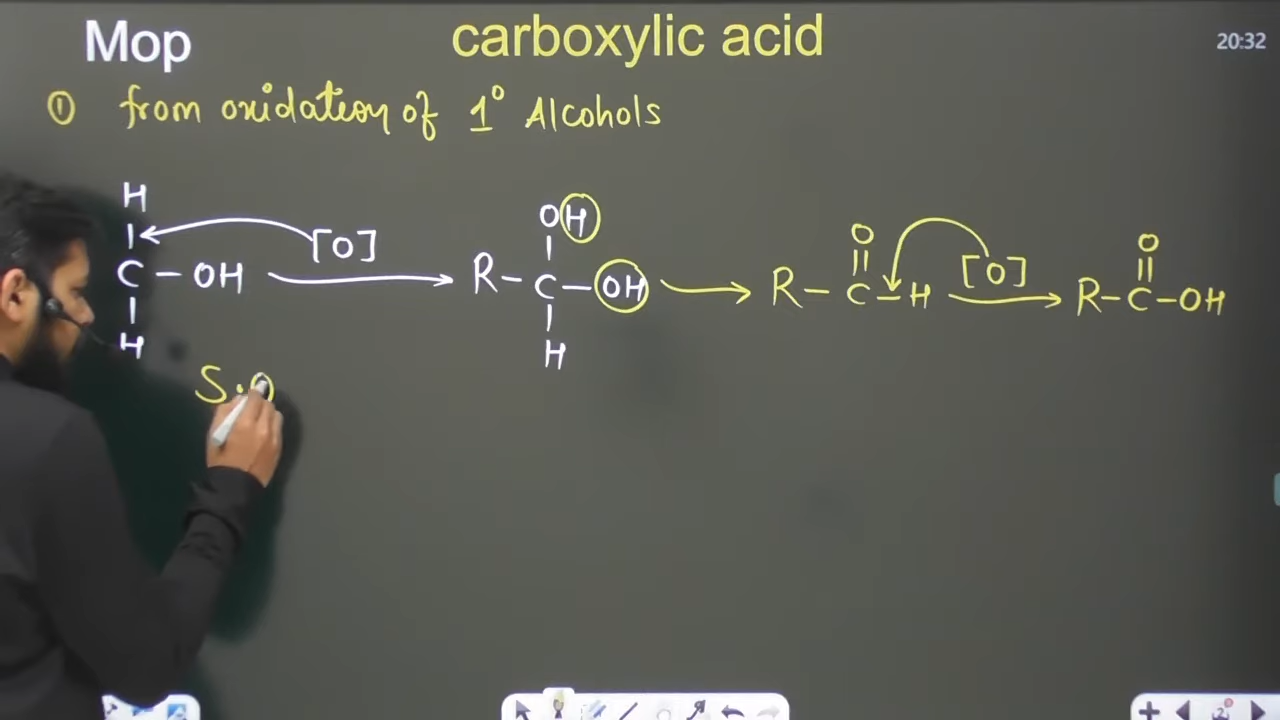 Mop carboxylic acid 20:32
① from oxidation of 1° Alcohols
H
|
C – OH
|
H
[O]
OH
|
R – C – OH
|
H
O
||
R – C – H
[O]
O
||
R – C – OH
S.O